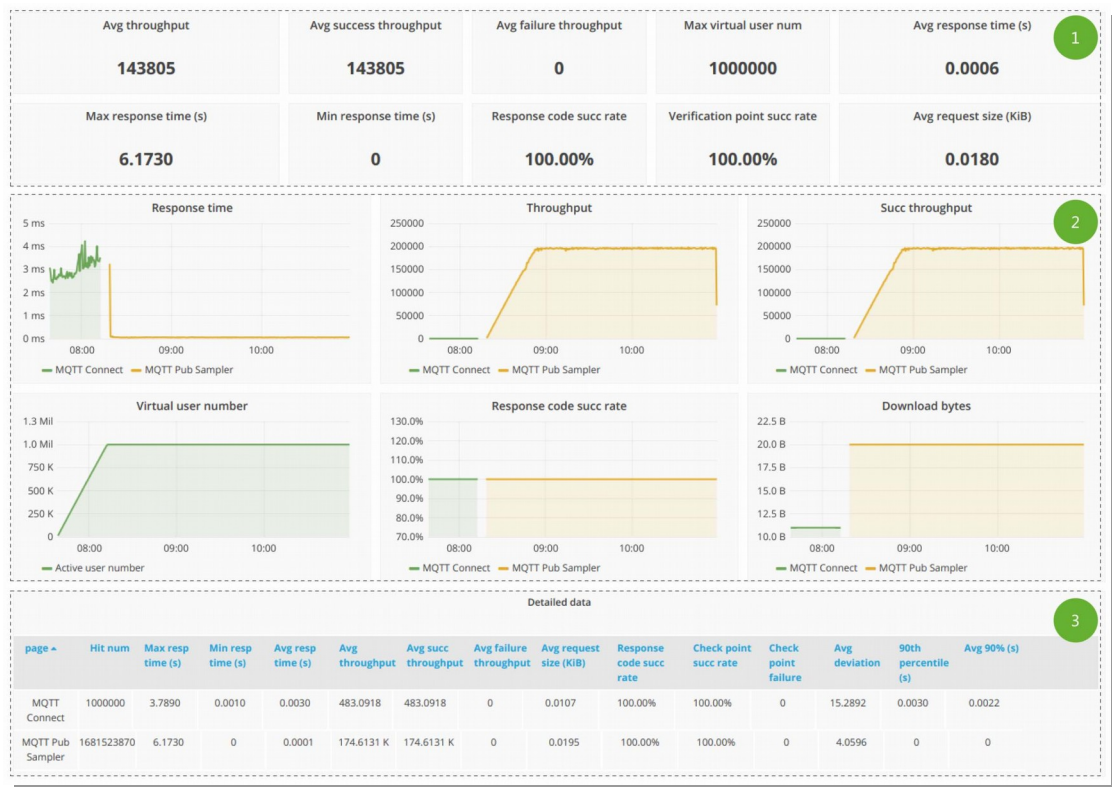 Avg throughput
143805
Avg success throughput
143805
Avg failure throughput
0
Max virtual user num
1000000
Avg response time (s)
0.0006
1
Max response time (s)
6.1730
Min response time (s)
0
Response code succ rate
100.00%
Verification point succ rate
100.00%
Avg request size (KiB)
0.0180
2
Response time
5 ms
4 ms
3 ms
2 ms
1 ms
0 ms
08:00 09:00 10:00
MQTT Connect MQTT Pub Sampler
Throughput
250000
200000
150000
100000
50000
0
08:00 09:00 10:00
MQTT Connect MQTT Pub Sampler
Succ throughput
250000
200000
150000
100000
50000
0
08:00 09:00 10:00
MQTT Connect MQTT Pub Sampler
Virtual user number
1.3 Mil
1.0 Mil
750 K
500 K
250 K
0
08:00 09:00 10:00
Active user number
Response code succ rate
130.0%
120.0%
110.0%
100.0%
90.0%
80.0%
70.0%
08:00 09:00 10:00
MQTT Connect MQTT Pub Sampler
Download bytes
22.5 B
20.0 B
17.5 B
15.0 B
12.5 B
10.0 B
08:00 09:00 10:00
MQTT Connect MQTT Pub Sampler
Detailed data
3
page Hit num Max resp time (s) Min resp time (s) Avg resp time (s) Avg throughput Avg succ throughput Avg failure throughput Avg request size (KiB) Response code succ rate Check point succ rate Check point failure Avg deviation 90th percentile (s) Avg 90% (s)
MQTT Connect 1000000 3.7890 0.0010 0.0030 483.0918 483.0918 0 0.0107 100.00% 100.00% 0 15.2892 0.0030 0.0022
MQTT Pub Sampler 1681523870 6.1730 0 0.0001 174.6131 K 174.6131 K 0 0.0195 100.00% 100.00% 0 4.0596 0 0